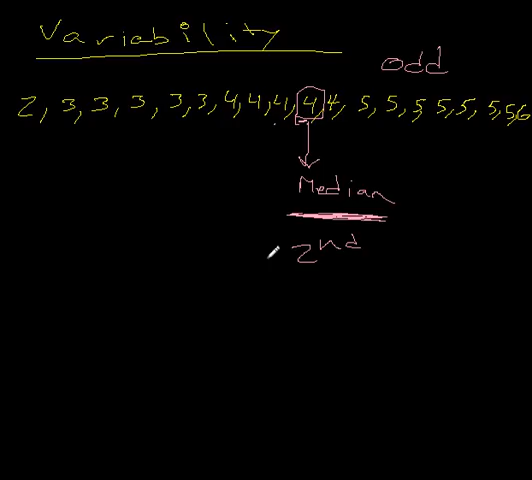 Variability
odd
2, 3, 3, 3, 3, 3, 4, 4, 4, 4, 4, 5, 5, 5, 5, 5, 5, 5, 6
Median
2nd